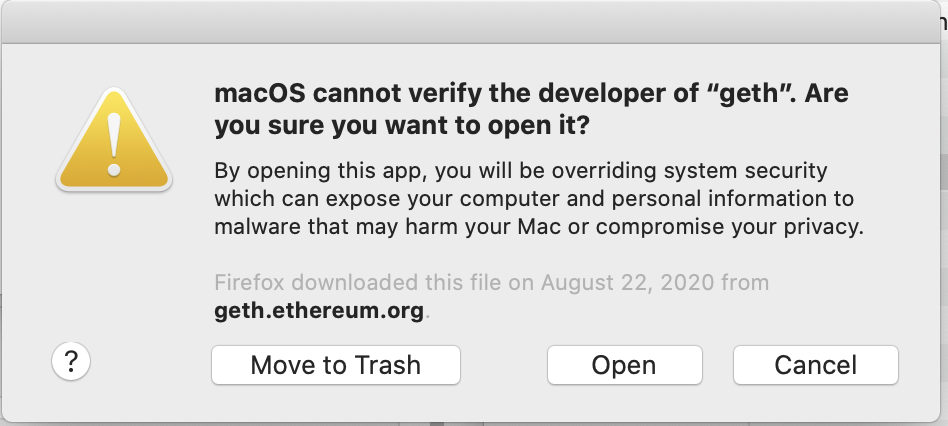 macOS cannot verify the developer of “geth”. Are
you sure you want to open it?
By opening this app, you will be overriding system security
which can expose your computer and personal information to
malware that may harm your Mac or compromise your privacy.
Firefox downloaded this file on August 22, 2020 from
geth.ethereum.org.
?
Move to Trash
Open
Cancel